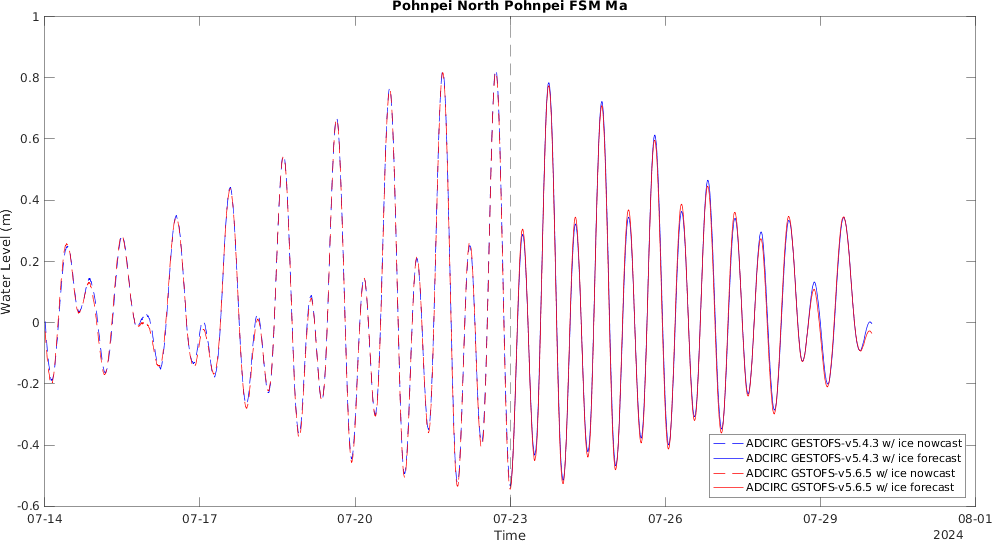 Pohnpei North Pohnpei FSM Ma
1
0.8
0.6
0.4
0.2
0
-0.2
-0.4
-0.6
Water Level (m)
07-14
07-17
07-20
07-23
07-26
07-29
08-01
Time
2024
ADCIRC GESTOFS-v5.4.3 w/ ice nowcast
ADCIRC GESTOFS-v5.4.3 w/ ice forecast
ADCIRC GSTOFS-v5.6.5 w/ ice nowcast
ADCIRC GSTOFS-v5.6.5 w/ ice forecast